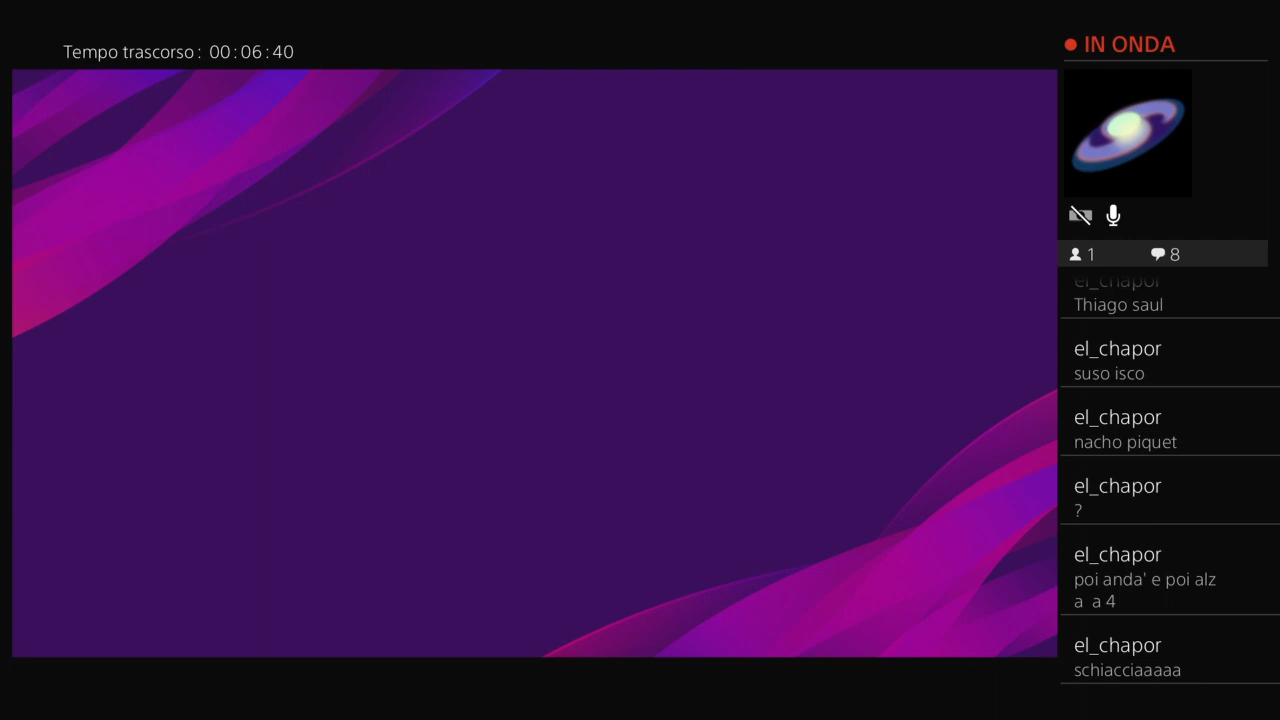 Tempo trascorso: 00:06:40
IN ONDA
1 8
el_chapor
Thiago saul
el_chapor
suso isco
el_chapor
nacho piquet
el_chapor
?
el_chapor
poi anda' e poi alz
a a 4
el_chapor
schiacciaaaaa